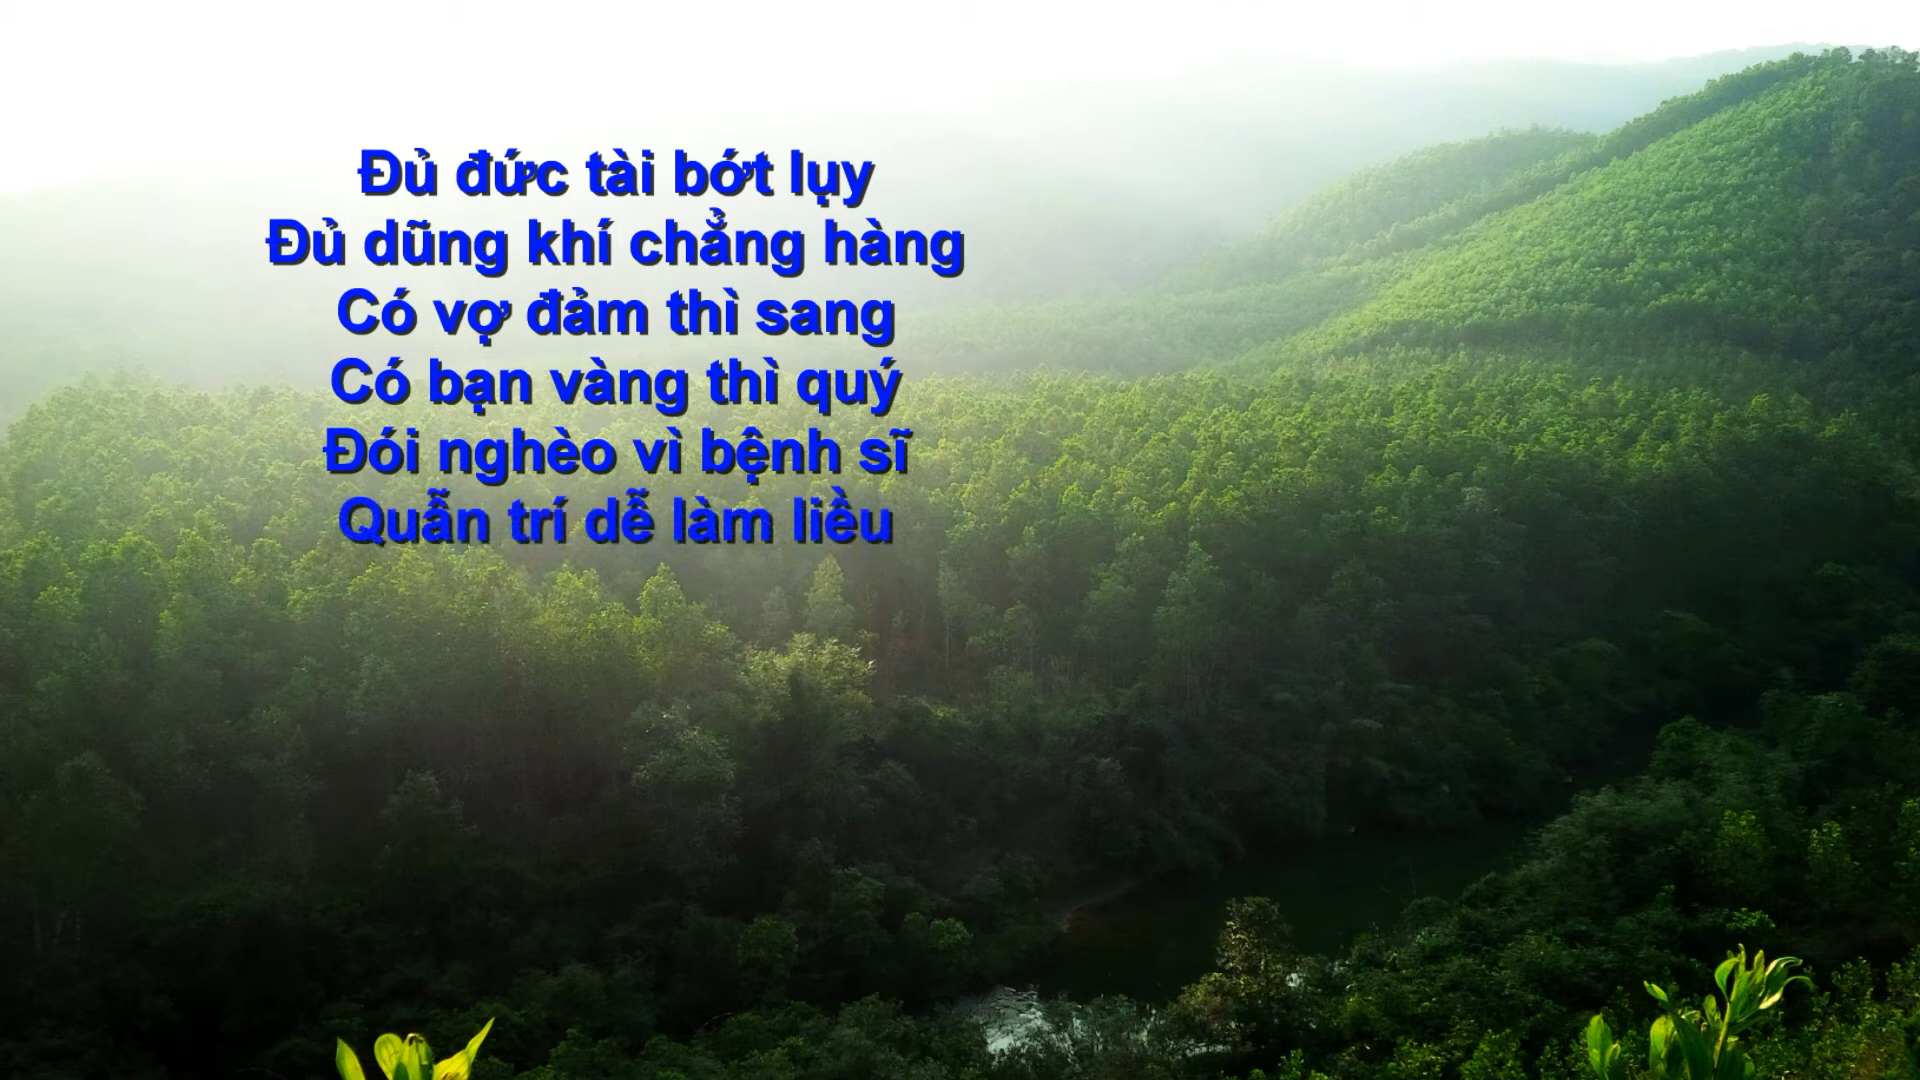 Đủ đức tài bớt lụy
Đủ dũng khí chẳng hàng
Có vợ đảm thì sang
Có bạn vàng thì quý
Đói nghèo vì bệnh sĩ
Quẫn trí dễ làm liều